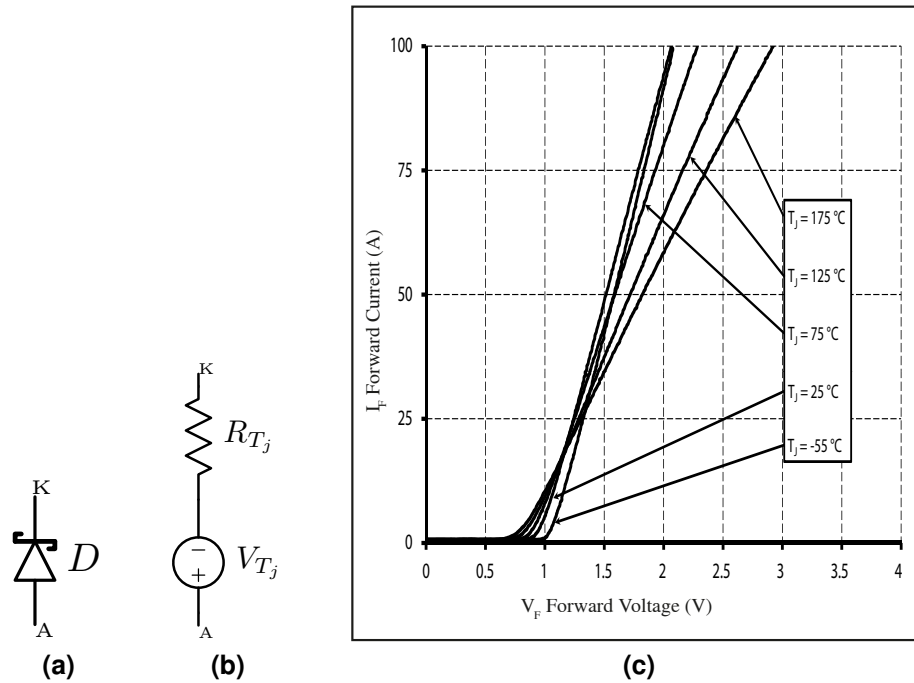 K
D
A
(a)
K
R_{T_j}
V_{T_j}
−
+
A
(b)
100
75
50
25
0
I_F Forward Current (A)
0 0.5 1 1.5 2 2.5 3 3.5 4
V_F Forward Voltage (V)
T_J = 175 °C
T_J = 125 °C
T_J = 75 °C
T_J = 25 °C
T_J = -55 °C
(c)